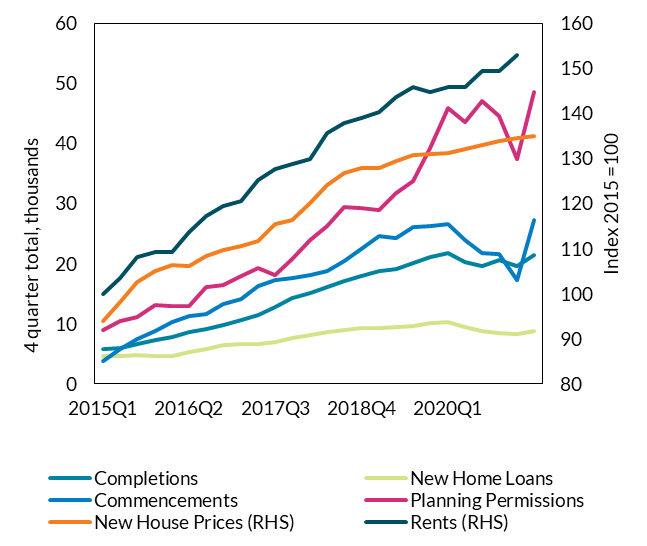 60 160
50 150
40 140
30 130
20 120
10 110
0 100
90
80
4 quarter total, thousands
Index 2015 = 100
2015Q1 2016Q2 2017Q3 2018Q4 2020Q1
Completions New Home Loans
Commencements Planning Permissions
New House Prices (RHS) Rents (RHS)